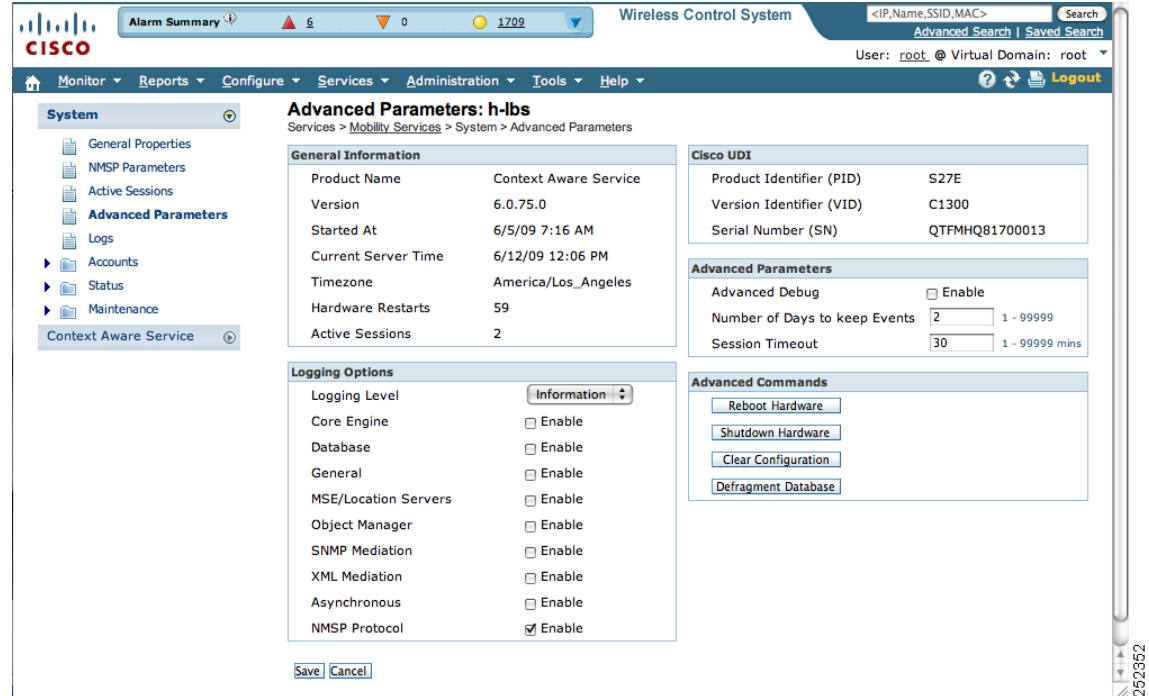 Alarm Summary 6 0 1709
Wireless Control System
<IP,Name,SSID,MAC> Search
Advanced Search | Saved Search
CISCO
User: root @ Virtual Domain: root
Monitor Reports Configure Services Administration Tools Help ? Logout
System
General Properties
NMSP Parameters
Active Sessions
Advanced Parameters
Logs
Accounts
Status
Maintenance
Context Aware Service
Advanced Parameters: h-lbs
Services > Mobility Services > System > Advanced Parameters
General Information
Product Name Context Aware Service
Version 6.0.75.0
Started At 6/5/09 7:16 AM
Current Server Time 6/12/09 12:06 PM
Timezone America/Los_Angeles
Hardware Restarts 59
Active Sessions 2
Logging Options
Logging Level Information
Core Engine Enable
Database Enable
General Enable
MSE/Location Servers Enable
Object Manager Enable
SNMP Mediation Enable
XML Mediation Enable
Asynchronous Enable
NMSP Protocol Enable
Save Cancel
Cisco UDI
Product Identifier (PID) S27E
Version Identifier (VID) C1300
Serial Number (SN) QTFMHQ81700013
Advanced Parameters
Advanced Debug Enable
Number of Days to keep Events 2 1 - 99999
Session Timeout 30 1 - 99999 mins
Advanced Commands
Reboot Hardware
Shutdown Hardware
Clear Configuration
Defragment Database
252352